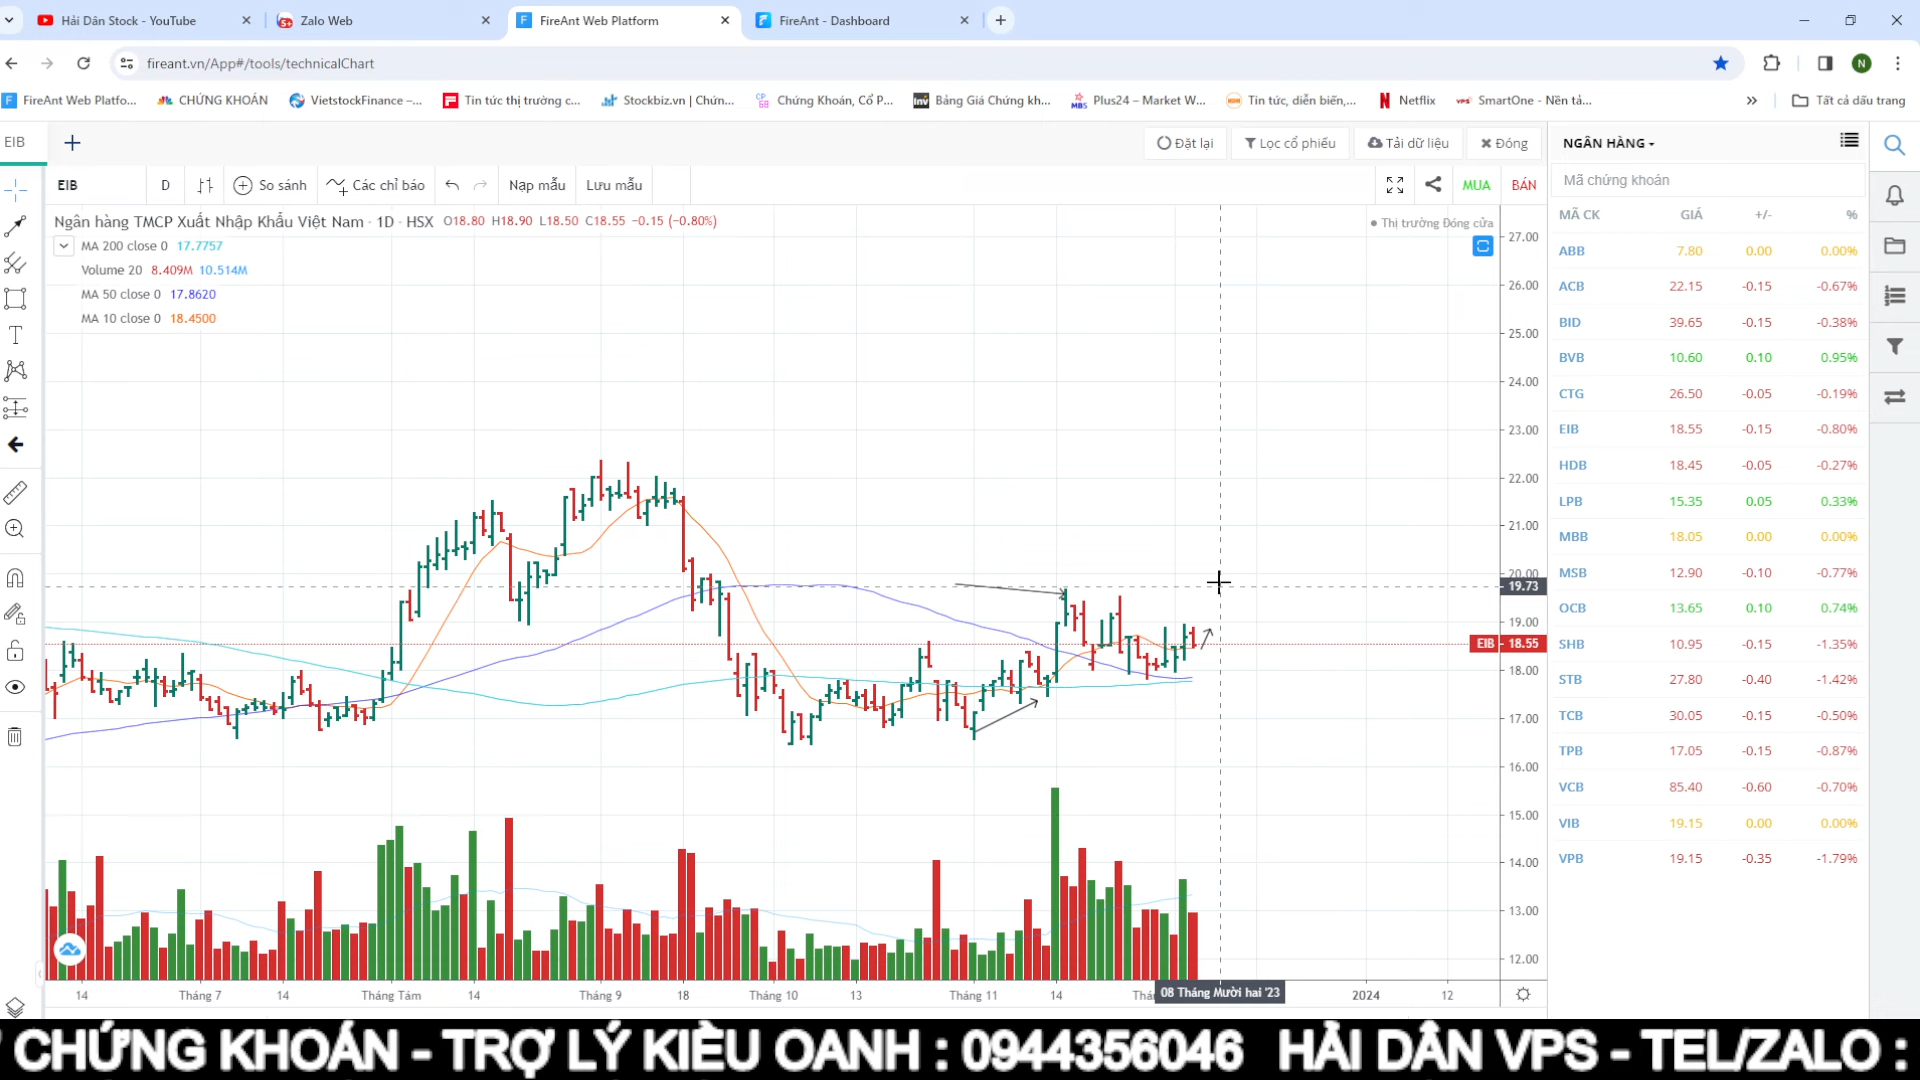 Hải Dân Stock - YouTube
Zalo Web
FireAnt Web Platform
FireAnt - Dashboard
fireant.vn/App#/tools/technicalChart
N
FireAnt Web Platfo...
CHỨNG KHOÁN
VietstockFinance –...
Tin tức thị trường c...
Stockbiz.vn | Chứn...
Chứng Khoán, Cổ P...
Bảng Giá Chứng kh...
Plus24 – Market W...
Tin tức, diễn biến,...
Netflix
SmartOne - Nền tả...
Tất cả dấu trang
EIB
Đặt lại
Lọc cổ phiếu
Tải dữ liệu
Đóng
EIB
D
So sánh
Các chỉ báo
Nạp mẫu
Lưu mẫu
MUA
BÁN
Ngân hàng TMCP Xuất Nhập Khẩu Việt Nam · 1D · HSX O18.80 H18.90 L18.50 C18.55 −0.15 (−0.80%)
Thị trường Đóng cửa
MA 200 close 0 17.7757
Volume 20 8.409M 10.514M
MA 50 close 0 17.8620
MA 10 close 0 18.4500
27.00
26.00
25.00
24.00
23.00
22.00
21.00
20.00
19.73
19.00
EIB 18.55
18.00
17.00
16.00
15.00
14.00
13.00
12.00
14
Tháng 7
14
Tháng Tám
14
Tháng 9
18
Tháng 10
13
Tháng 11
14
Thá
08 Tháng Mười hai '23
2024
12
NGÂN HÀNG
Mã chứng khoán
MÃ CK GIÁ +/- %
ABB 7.80 0.00 0.00%
ACB 22.15 -0.15 -0.67%
BID 39.65 -0.15 -0.38%
BVB 10.60 0.10 0.95%
CTG 26.50 -0.05 -0.19%
EIB 18.55 -0.15 -0.80%
HDB 18.45 -0.05 -0.27%
LPB 15.35 0.05 0.33%
MBB 18.05 0.00 0.00%
MSB 12.90 -0.10 -0.77%
OCB 13.65 0.10 0.74%
SHB 10.95 -0.15 -1.35%
STB 27.80 -0.40 -1.42%
TCB 30.05 -0.15 -0.50%
TPB 17.05 -0.15 -0.87%
VCB 85.40 -0.60 -0.70%
VIB 19.15 0.00 0.00%
VPB 19.15 -0.35 -1.79%
CHỨNG KHOÁN - TRỢ LÝ KIỀU OANH : 0944356046 HẢI DÂN VPS - TEL/ZALO :